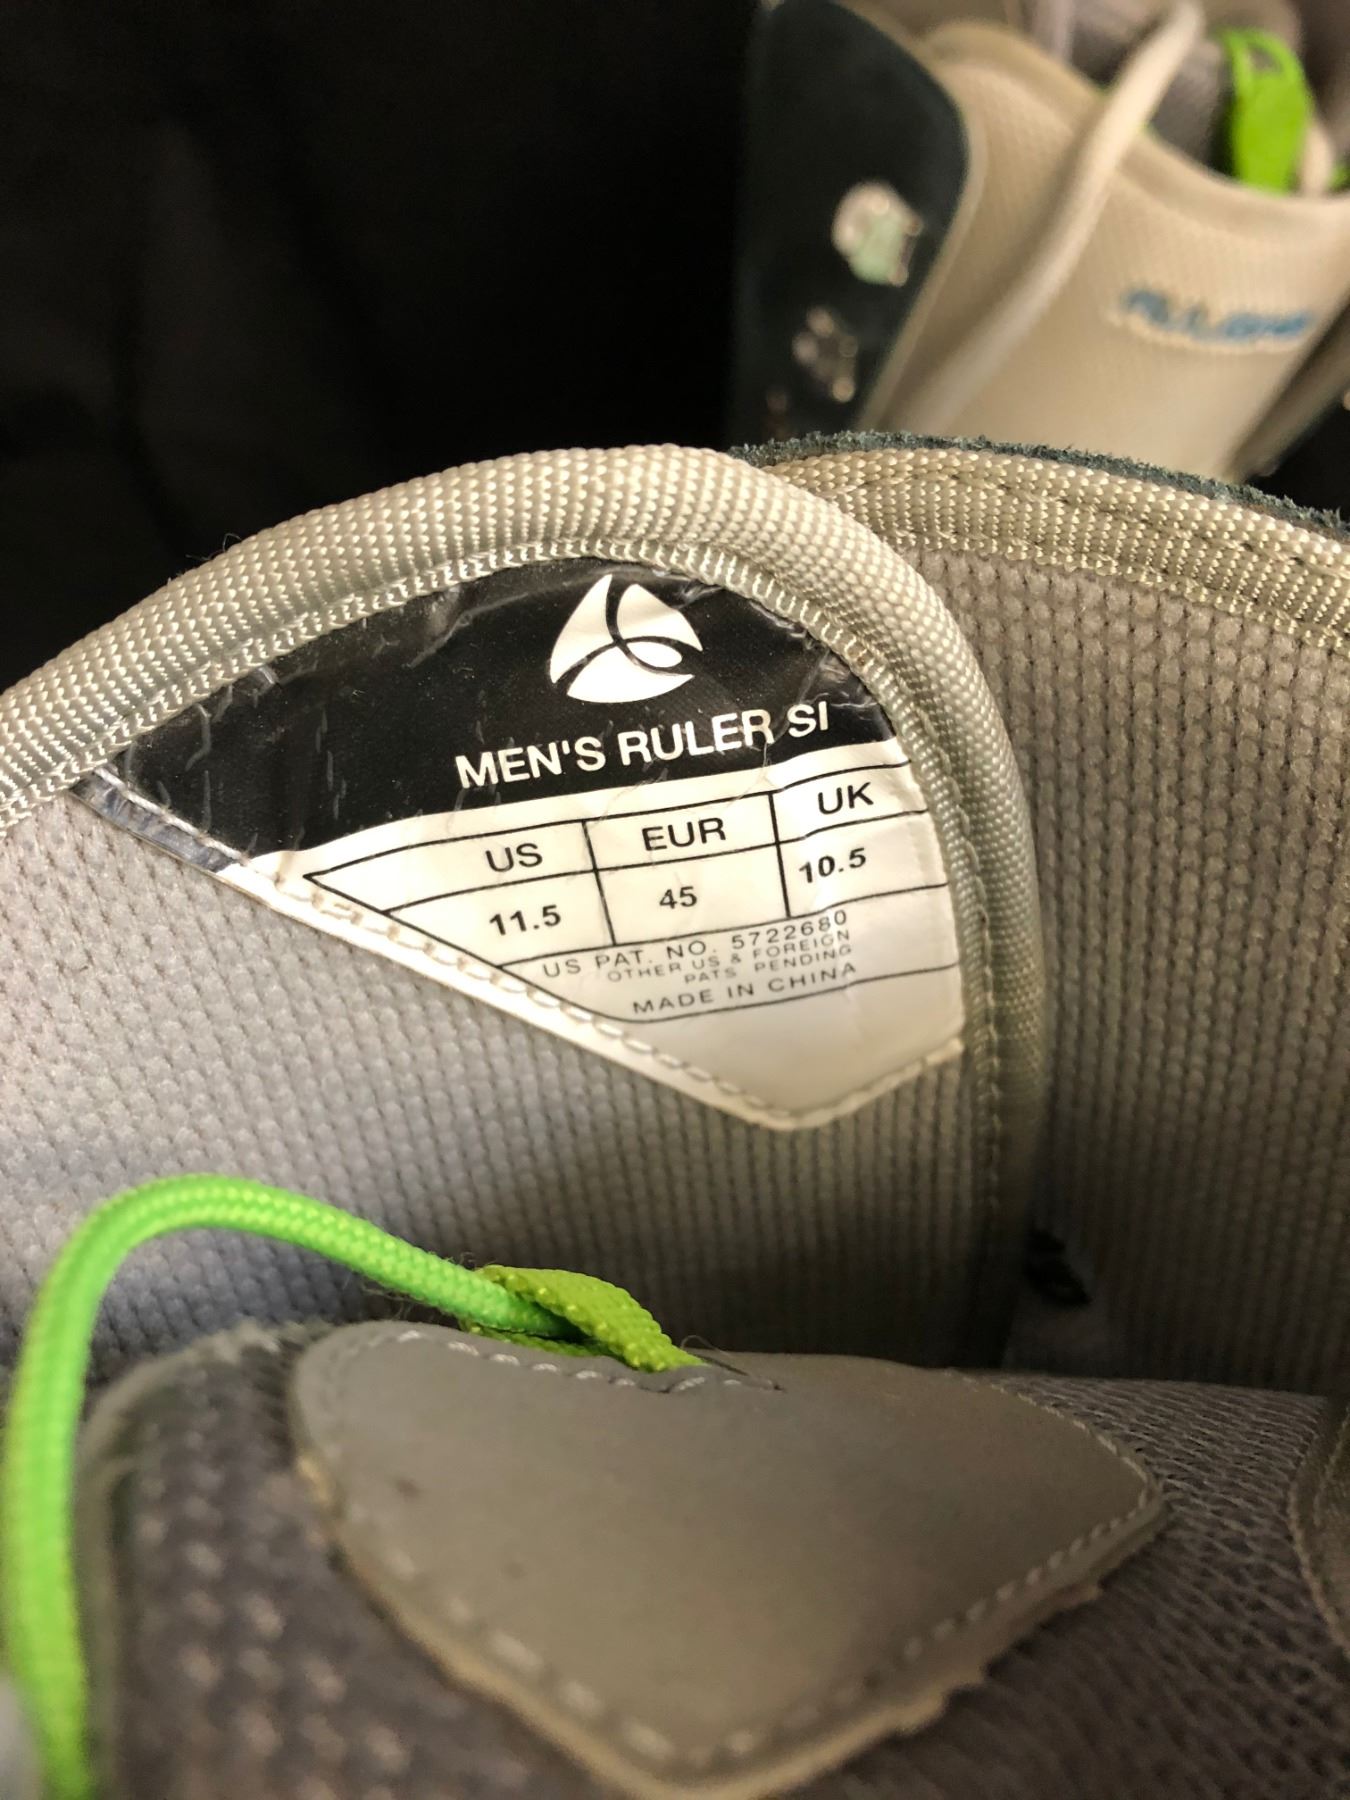 MEN'S RULER SI
US EUR UK
11.5 45 10.5
US PAT. NO. 5722680
OTHER US & FOREIGN
PATS PENDING
MADE IN CHINA